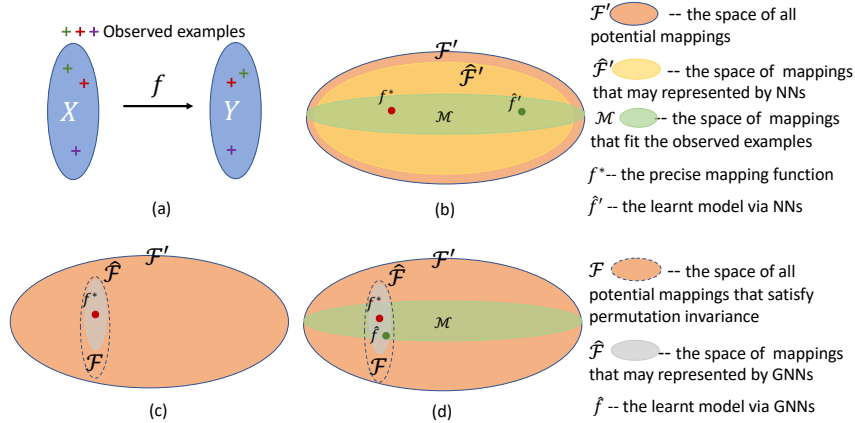 + + + Observed examples
X
f
Y
(a)
ℱ′
ℱ̂′
f*
f̂′
ℳ
(b)
ℱ′ -- the space of all
potential mappings
ℱ̂′ -- the space of mappings
that may represented by NNs
ℳ -- the space of mappings
that fit the observed examples
f*-- the precise mapping function
f̂′ -- the learnt model via NNs
ℱ′
ℱ̂
f*
ℱ
(c)
ℱ′
ℱ̂
f*
ℳ
f̂
ℱ
(d)
ℱ -- the space of all
potential mappings that satisfy
permutation invariance
ℱ̂ -- the space of mappings
that may represented by GNNs
f̂ -- the learnt model via GNNs